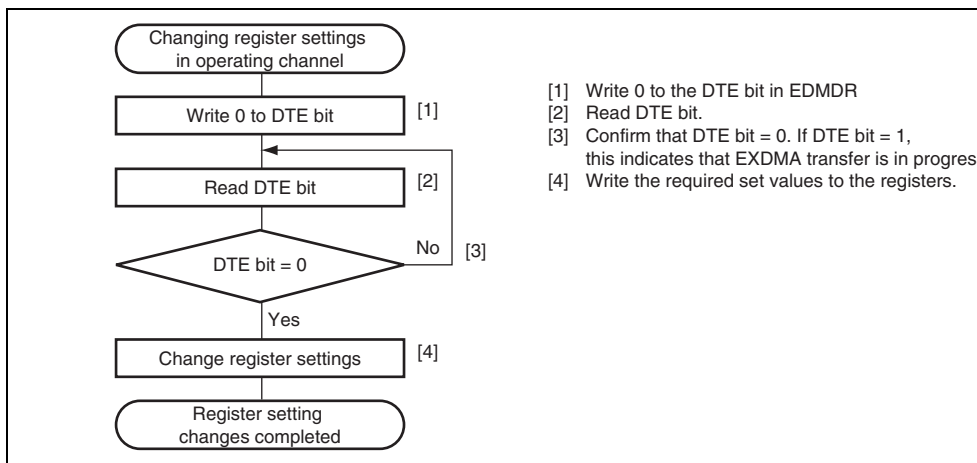 Changing register settings
in operating channel
Write 0 to DTE bit
[1]
Read DTE bit
[2]
DTE bit = 0
No
[3]
Yes
Change register settings
[4]
Register setting
changes completed
[1] Write 0 to the DTE bit in EDMDR
[2] Read DTE bit.
[3] Confirm that DTE bit = 0. If DTE bit = 1,
this indicates that EXDMA transfer is in progres
[4] Write the required set values to the registers.